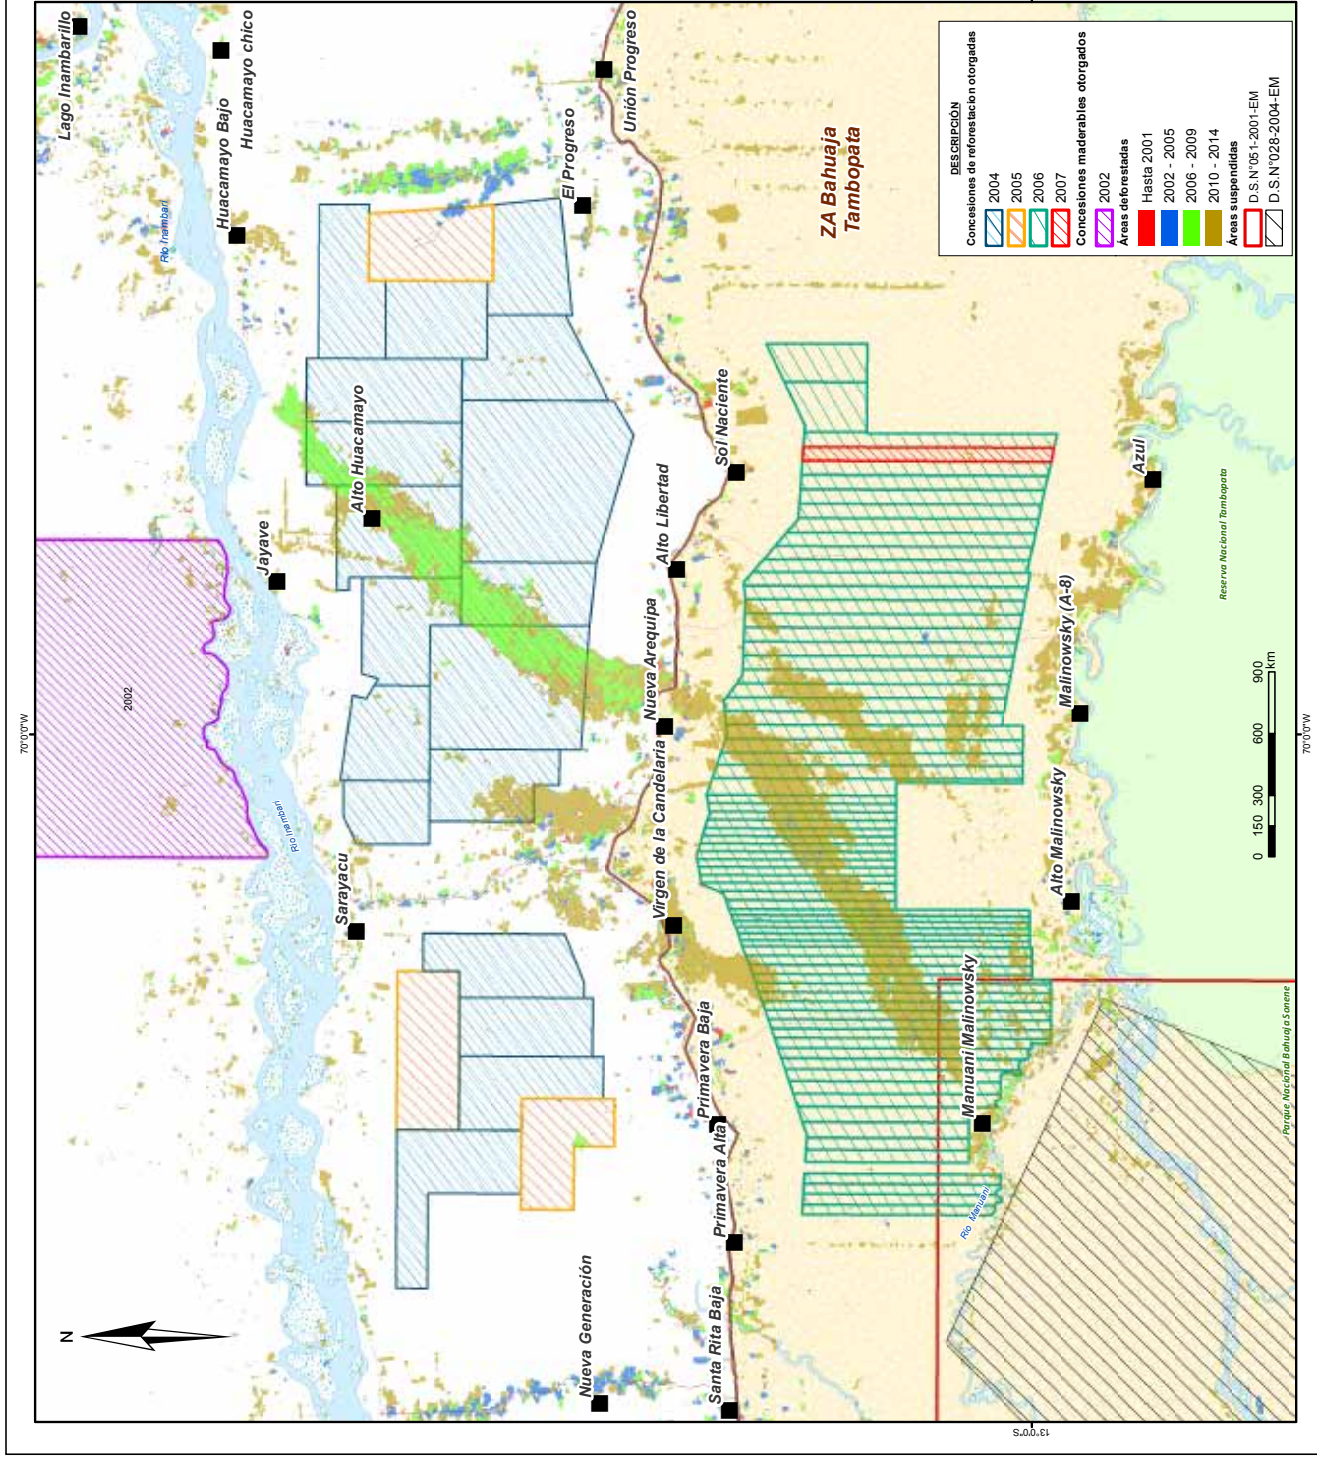 Lago Inambarillo
Huacamayo chico
Huacamayo Bajo
Río Inambari
Unión Progreso
El Progreso
ZA Bahuaja
Tambopata
DESCRIPCIÓN
Concesiones de reforestacion otorgadas
2004
2005
2006
2007
Concesiones maderables otorgados
2002
Áreas deforestadas
Hasta 2001
2002 - 2005
2006 - 2009
2010 - 2014
Áreas suspendidas
D.S.N°051-2001-EM
D.S.N°028-2004-EM
Alto Huacamayo
Jayave
Sol Naciente
Alto Libertad
Azul
Reserva Nacional Tambopata
Nueva Arequipa
Malinowsky (A-8)
2002
70°0'0"W
70°0'0"W
Río Inambari
Virgen de la Candelaria
Alto Malinowsky
0 150 300 600 900
km
Sarayacu
Manuani Malinowsky
Primavera Baja
Parque Nacional Bahuaja Sonene
Primavera Alta
Río Manuani
Nueva Generación
Santa Rita Baja
N
13°0'0"S